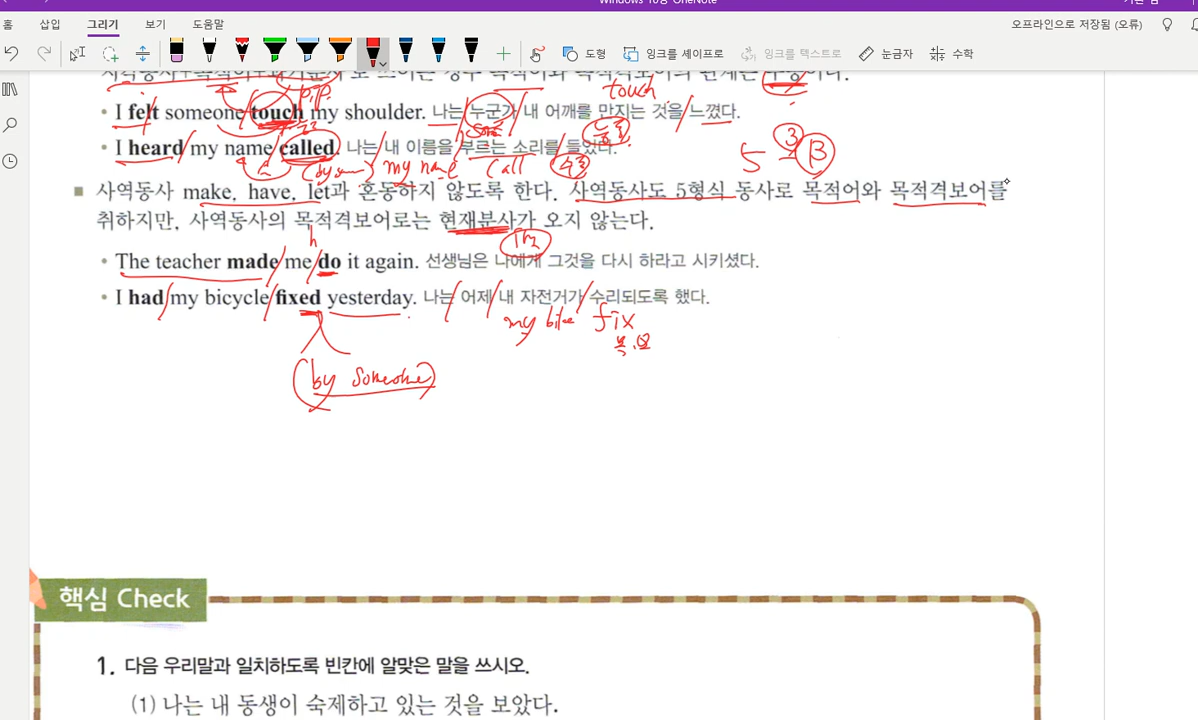 Windows 10용 OneNote
홈 삽입 그리기 보기 도움말
오프라인으로 저장됨 (오류)
도형 잉크를 셰이프로 잉크를 텍스트로 눈금자 수학
P.P. touch
• I felt someone touch my shoulder. 나는 누군가 내 어깨를 만지는 것을 느꼈다.
능동
• I heard my name called. 나는 내 이름을 부르는 소리를 들었다.
5 - ③ β
my name call 수동
■ 사역동사 make, have, let과 혼동하지 않도록 한다. 사역동사도 5형식 동사로 목적어와 목적격보어를
취하지만, 사역동사의 목적격보어로는 현재분사가 오지 않는다.
• The teacher made me do it again. 선생님은 나에게 그것을 다시 하라고 시키셨다.
• I had my bicycle fixed yesterday. 나는 어제 내 자전거가 수리되도록 했다.
my bike fix
(by someone)
핵심 Check
1. 다음 우리말과 일치하도록 빈칸에 알맞은 말을 쓰시오.
(1) 나는 내 동생이 숙제하고 있는 것을 보았다.